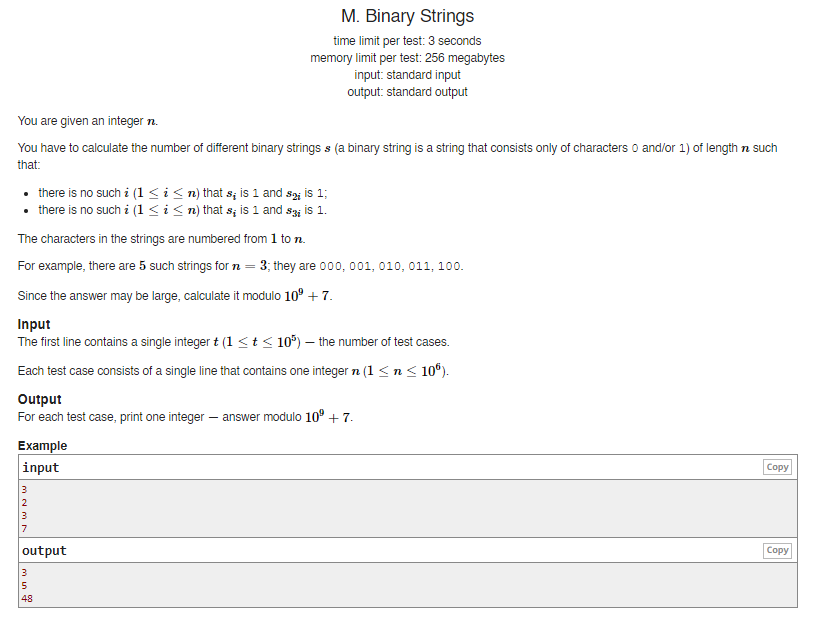 M. Binary Strings
time limit per test: 3 seconds
memory limit per test: 256 megabytes
input: standard input
output: standard output
You are given an integer n.
You have to calculate the number of different binary strings s (a binary string is a string that consists only of characters 0 and/or 1) of length n such
that:
• there is no such i (1 ≤ i ≤ n) that s_i is 1 and s_{2i} is 1;
• there is no such i (1 ≤ i ≤ n) that s_i is 1 and s_{3i} is 1.
The characters in the strings are numbered from 1 to n.
For example, there are 5 such strings for n = 3; they are 000, 001, 010, 011, 100.
Since the answer may be large, calculate it modulo 10^9 + 7.
Input
The first line contains a single integer t (1 ≤ t ≤ 10^5) — the number of test cases.
Each test case consists of a single line that contains one integer n (1 ≤ n ≤ 10^6).
Output
For each test case, print one integer — answer modulo 10^9 + 7.
Example
input Copy
3
2
3
7
output Copy
3
5
48